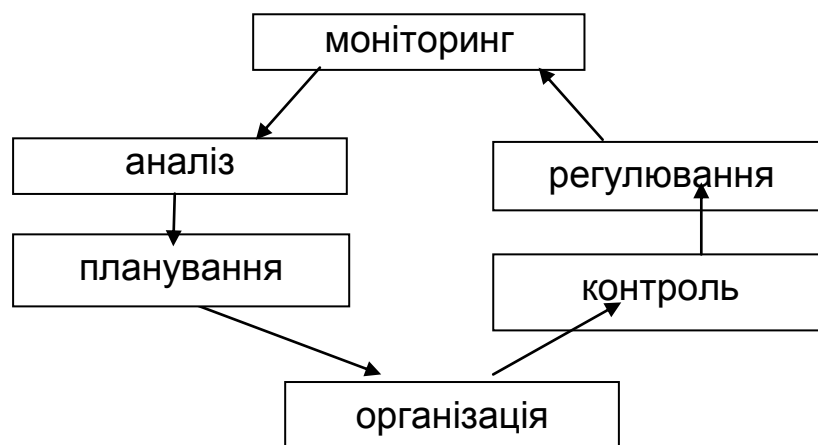 моніторинг
аналіз
регулювання
планування
контроль
організація